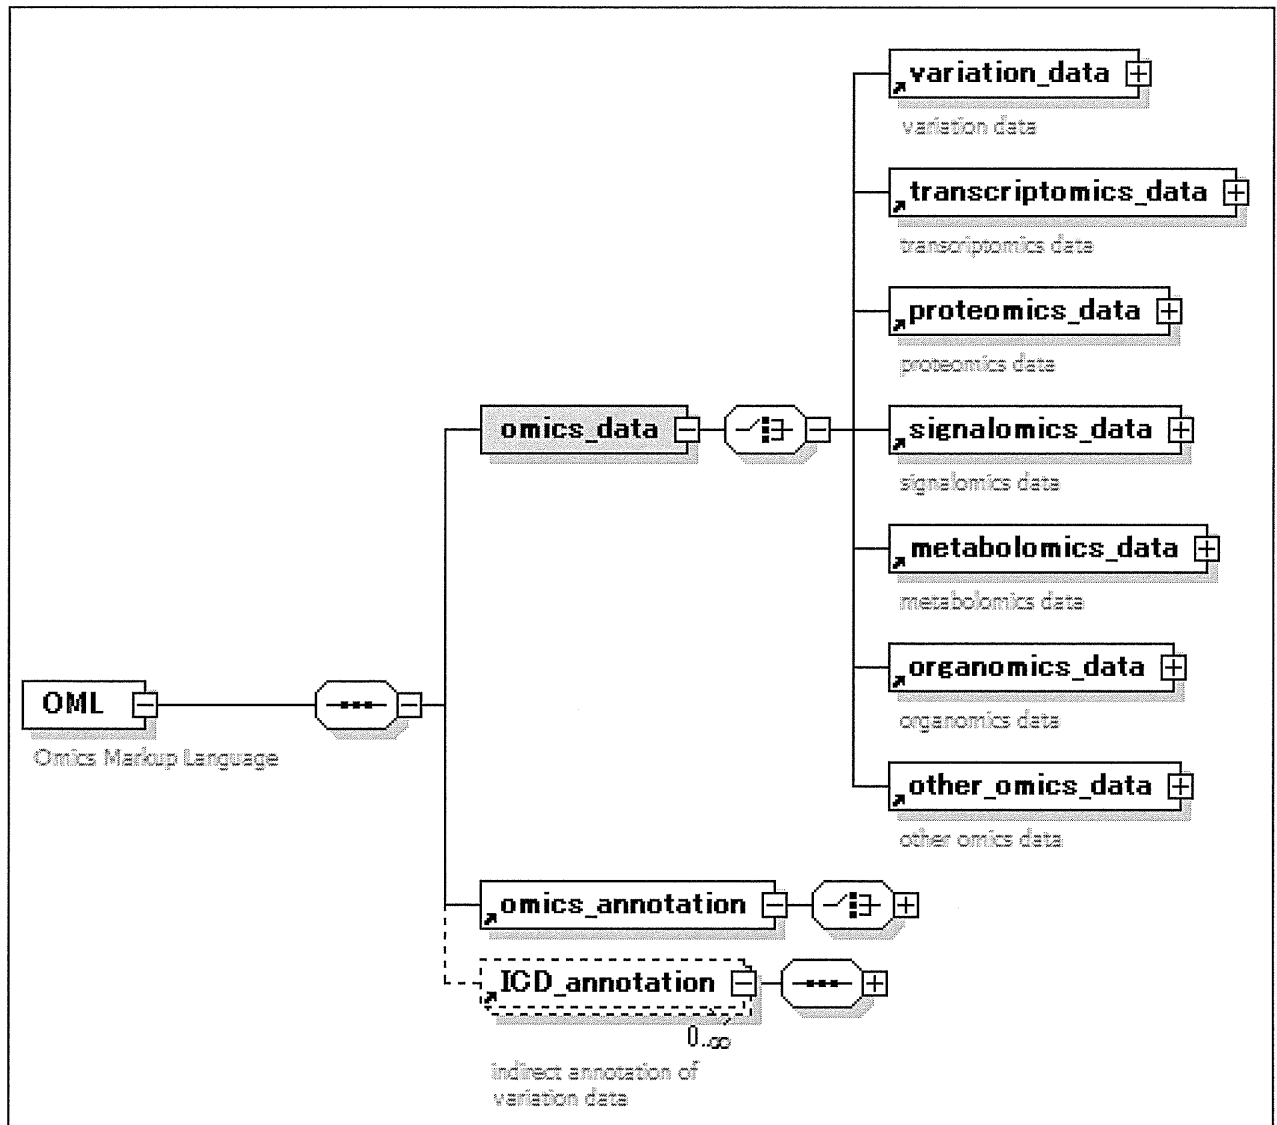 variation_data
variation data
transcriptomics_data
transcriptomics data
proteomics_data
proteomics data
omics_data
signalomics_data
signalomics data
metabolomics_data
metabolomics data
organomics_data
organomics data
OML
Omics Markup Language
other_omics_data
other omics data
omics_annotation
ICD_annotation
0..∞
indirect annotation of
variation data